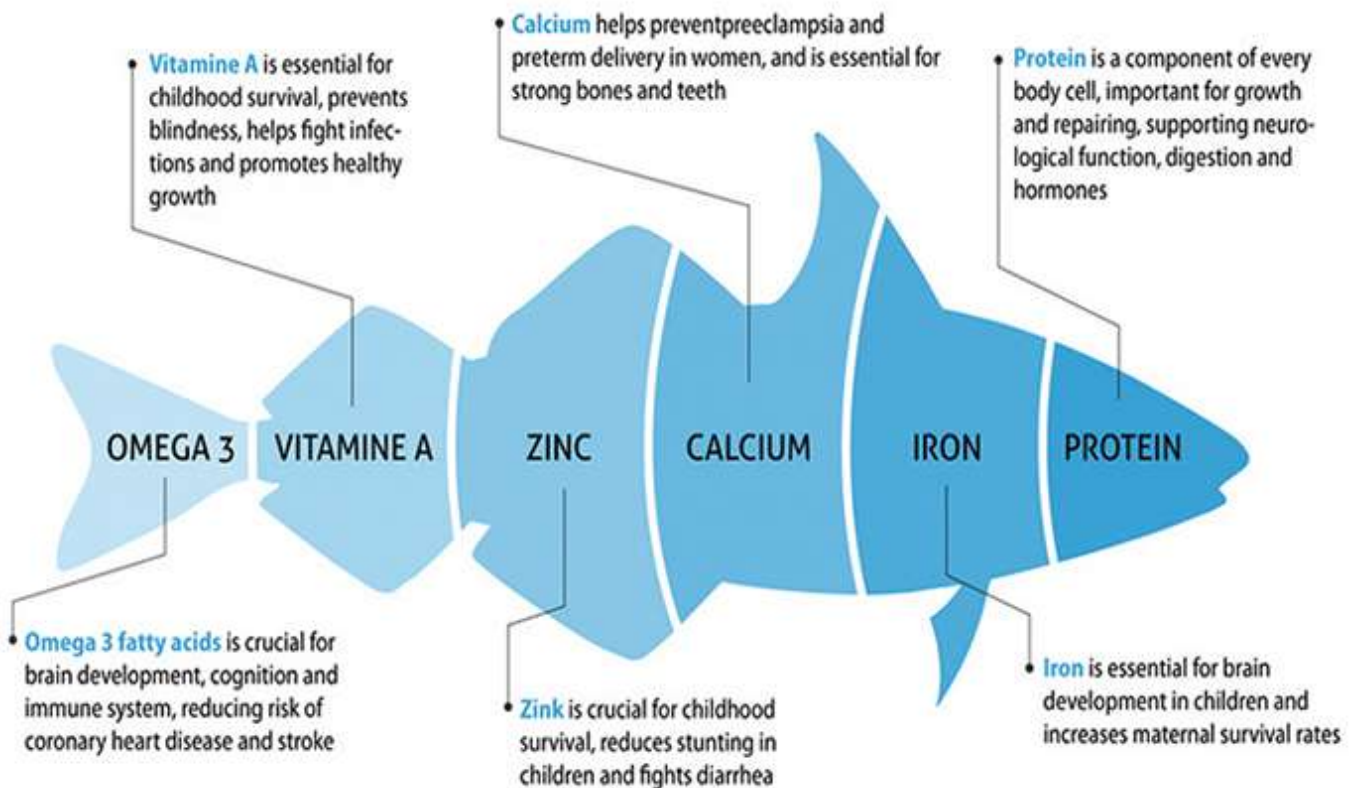 Calcium helps preventpreeclampsia and
preterm delivery in women, and is essential for
strong bones and teeth
Vitamine A is essential for
childhood survival, prevents
blindness, helps fight infec-
tions and promotes healthy
growth
Protein is a component of every
body cell, important for growth
and repairing, supporting neuro-
logical function, digestion and
hormones
OMEGA 3
VITAMINE A
ZINC
CALCIUM
IRON
PROTEIN
Omega 3 fatty acids is crucial for
brain development, cognition and
immune system, reducing risk of
coronary heart disease and stroke
Zink is crucial for childhood
survival, reduces stunting in
children and fights diarrhea
Iron is essential for brain
development in children and
increases maternal survival rates